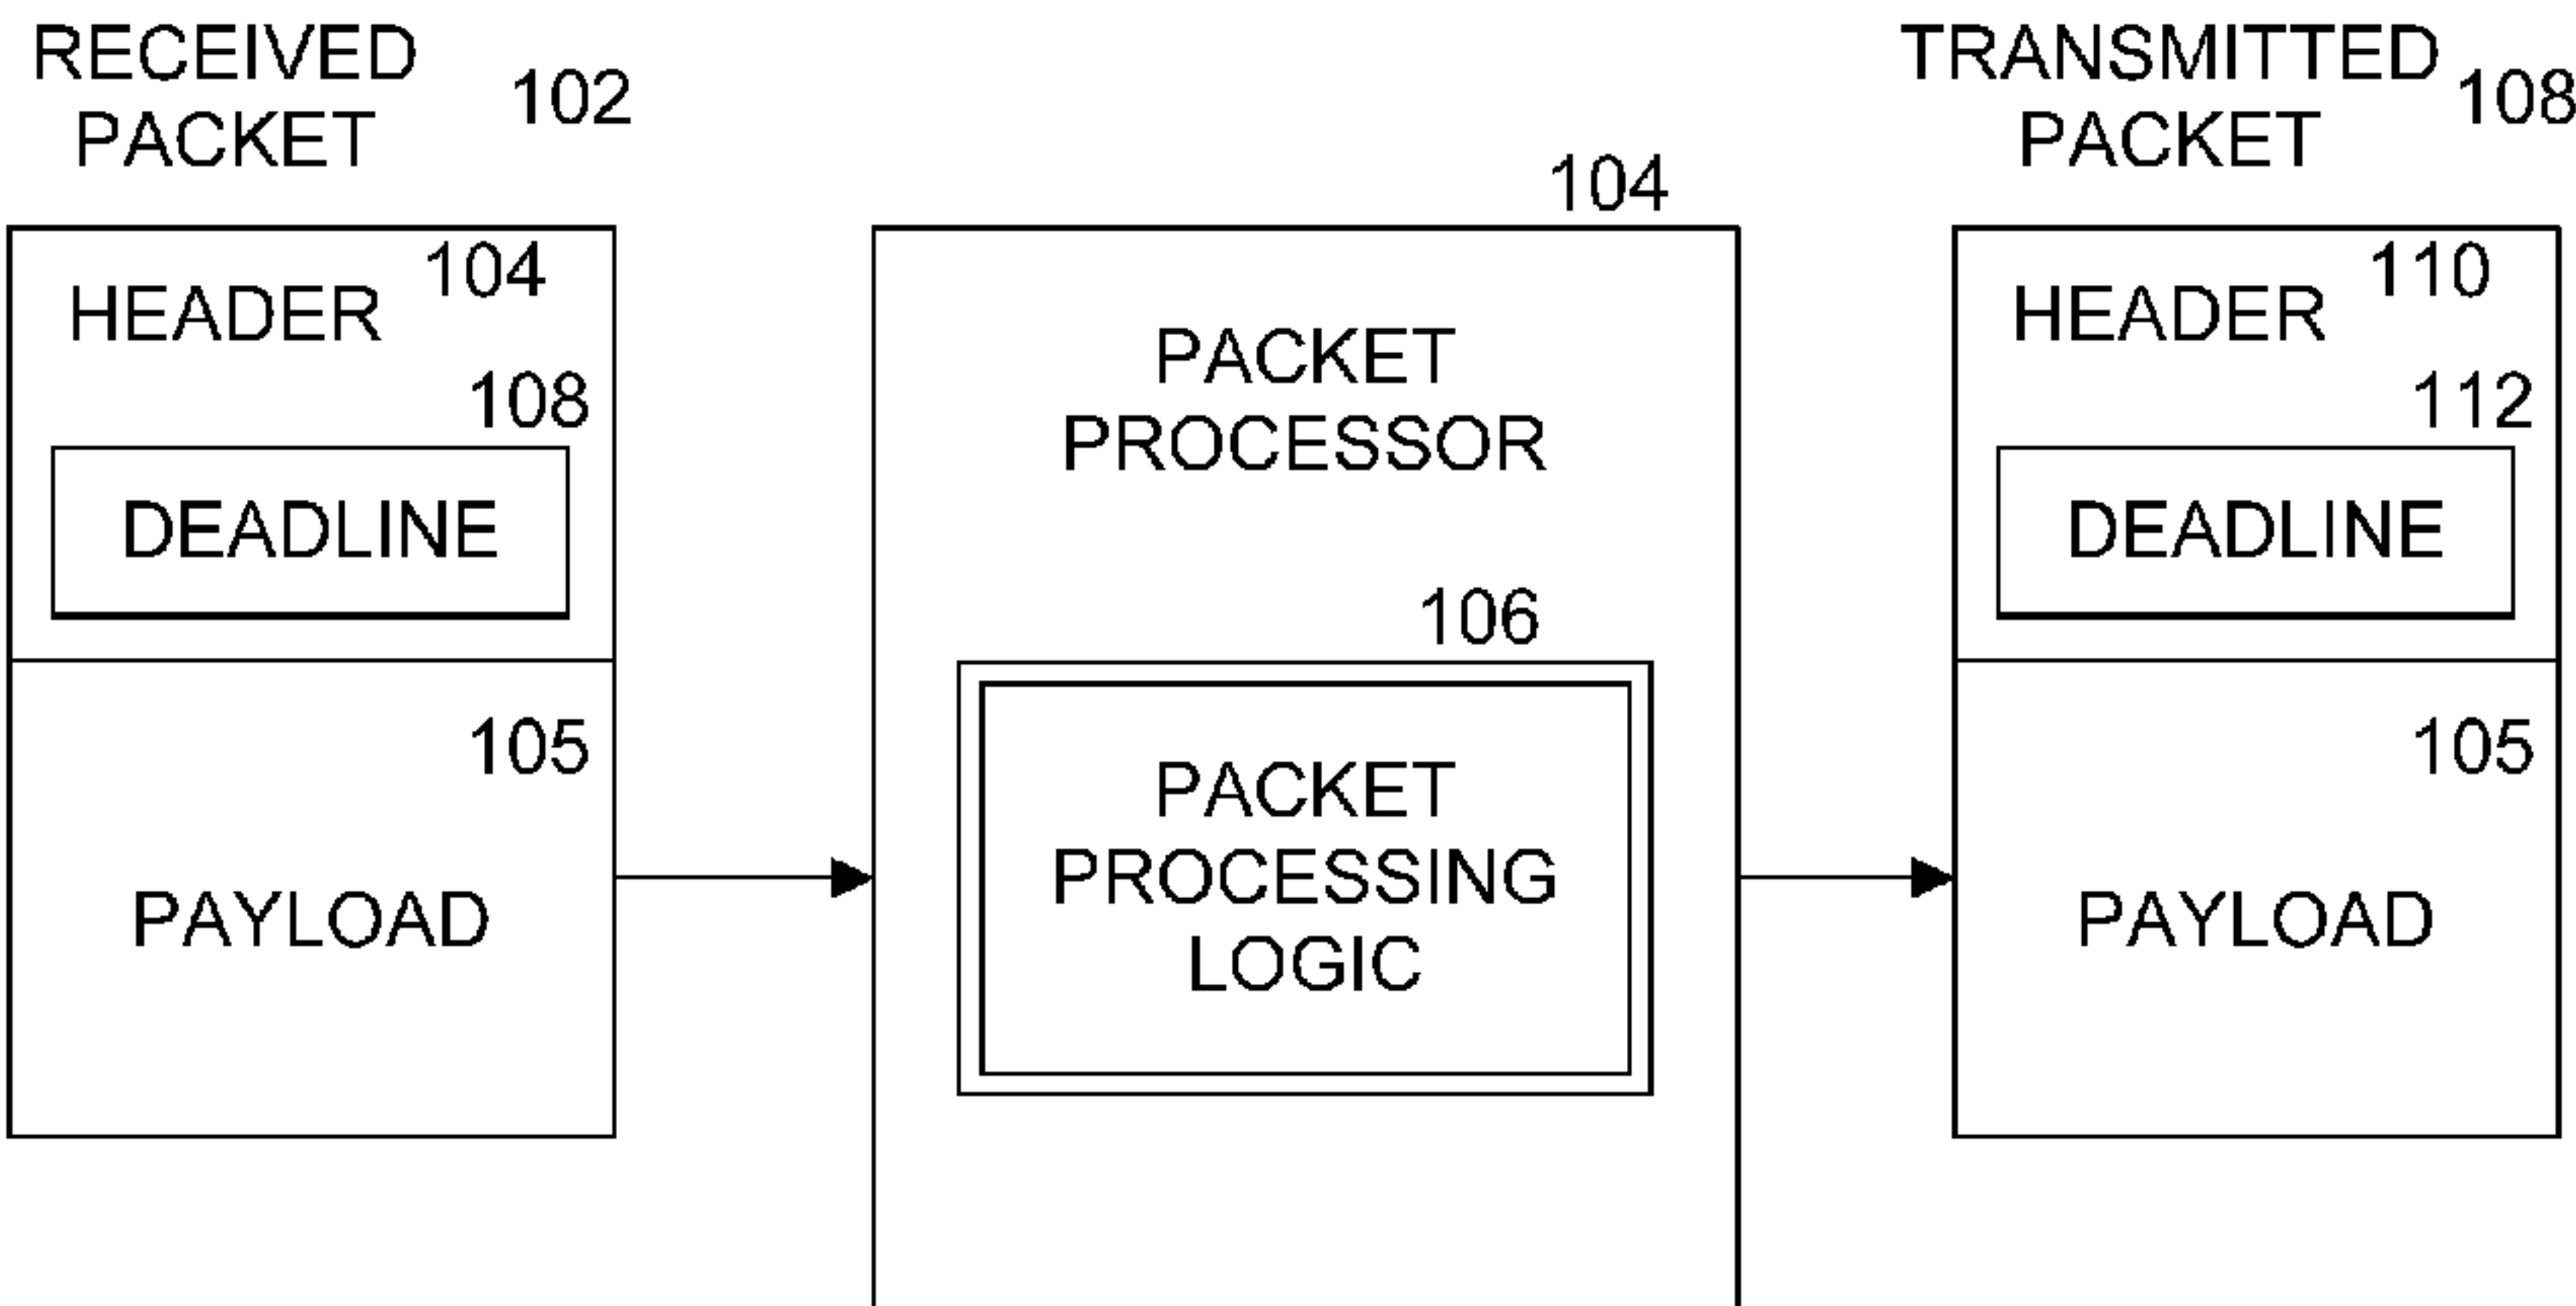 RECEIVED
PACKET
102
104
HEADER
108
DEADLINE
105
PAYLOAD
104
PACKET
PROCESSOR
106
PACKET
PROCESSING
LOGIC
TRANSMITTED
PACKET
108
110
HEADER
112
DEADLINE
105
PAYLOAD